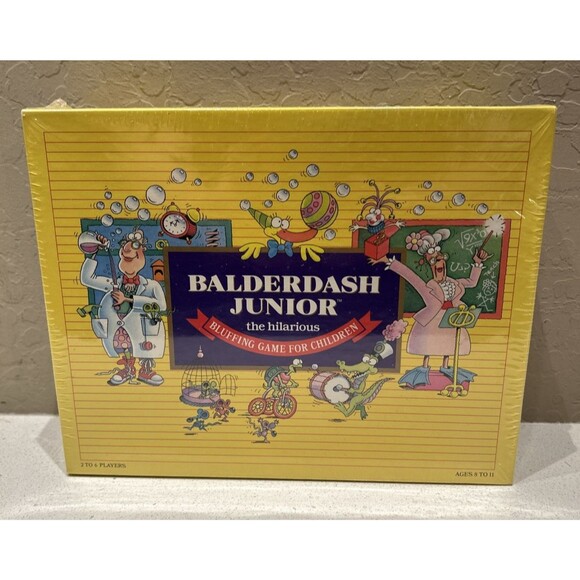 BALDERDASH
JUNIOR™
the hilarious
BLUFFING GAME FOR CHILDREN
2 TO 6 PLAYERS
AGES 8 TO 11